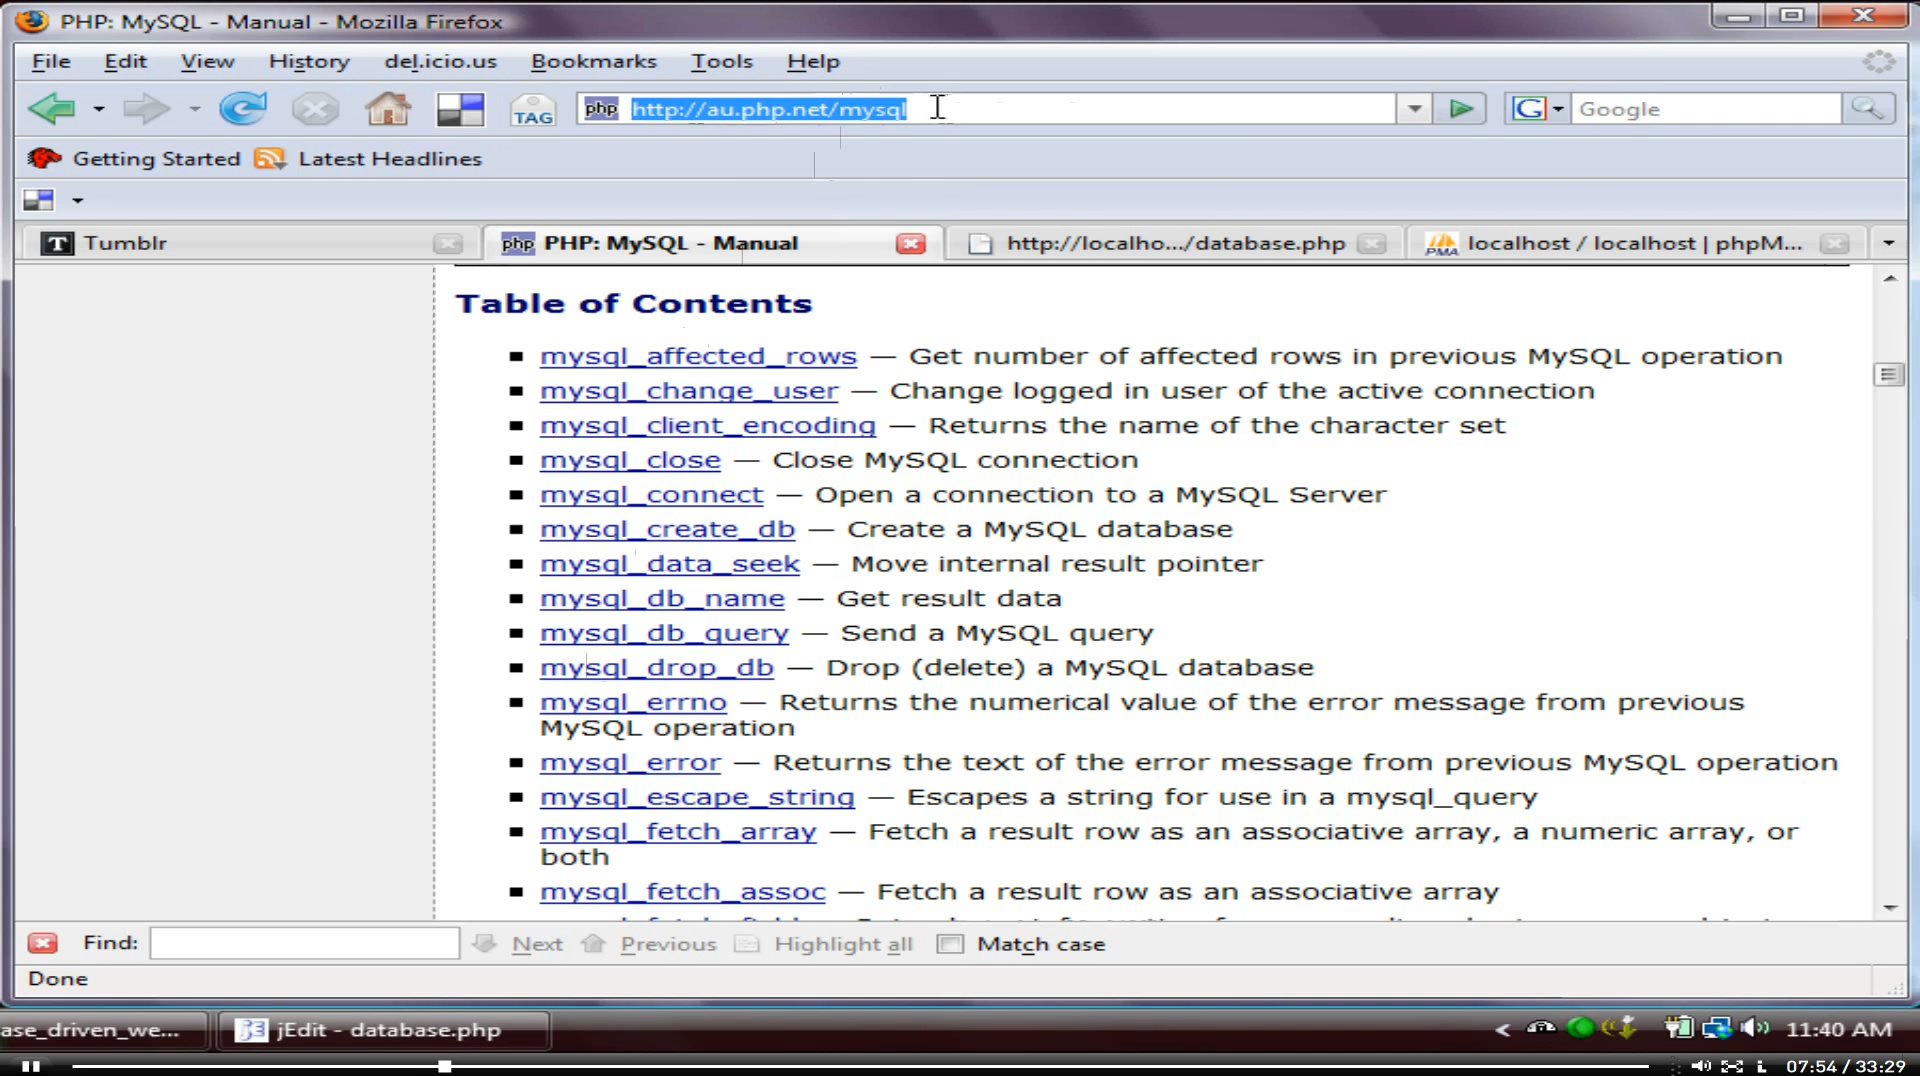 PHP: MySQL - Manual - Mozilla Firefox
File Edit View History del.icio.us Bookmarks Tools Help
TAG php http://au.php.net/mysql G Google
Getting Started Latest Headlines
T Tumblr php PHP: MySQL - Manual http://localho.../database.php PMA localhost / localhost | phpM...
Table of Contents
mysql_affected_rows — Get number of affected rows in previous MySQL operation
mysql_change_user — Change logged in user of the active connection
mysql_client_encoding — Returns the name of the character set
mysql_close — Close MySQL connection
mysql_connect — Open a connection to a MySQL Server
mysql_create_db — Create a MySQL database
mysql_data_seek — Move internal result pointer
mysql_db_name — Get result data
mysql_db_query — Send a MySQL query
mysql_drop_db — Drop (delete) a MySQL database
mysql_errno — Returns the numerical value of the error message from previous
MySQL operation
mysql_error — Returns the text of the error message from previous MySQL operation
mysql_escape_string — Escapes a string for use in a mysql_query
mysql_fetch_array — Fetch a result row as an associative array, a numeric array, or
both
mysql_fetch_assoc — Fetch a result row as an associative array
Find: Next Previous Highlight all Match case
Done
ase_driven_we... jEdit - database.php < 11:40 AM
L 07:54 / 33:29